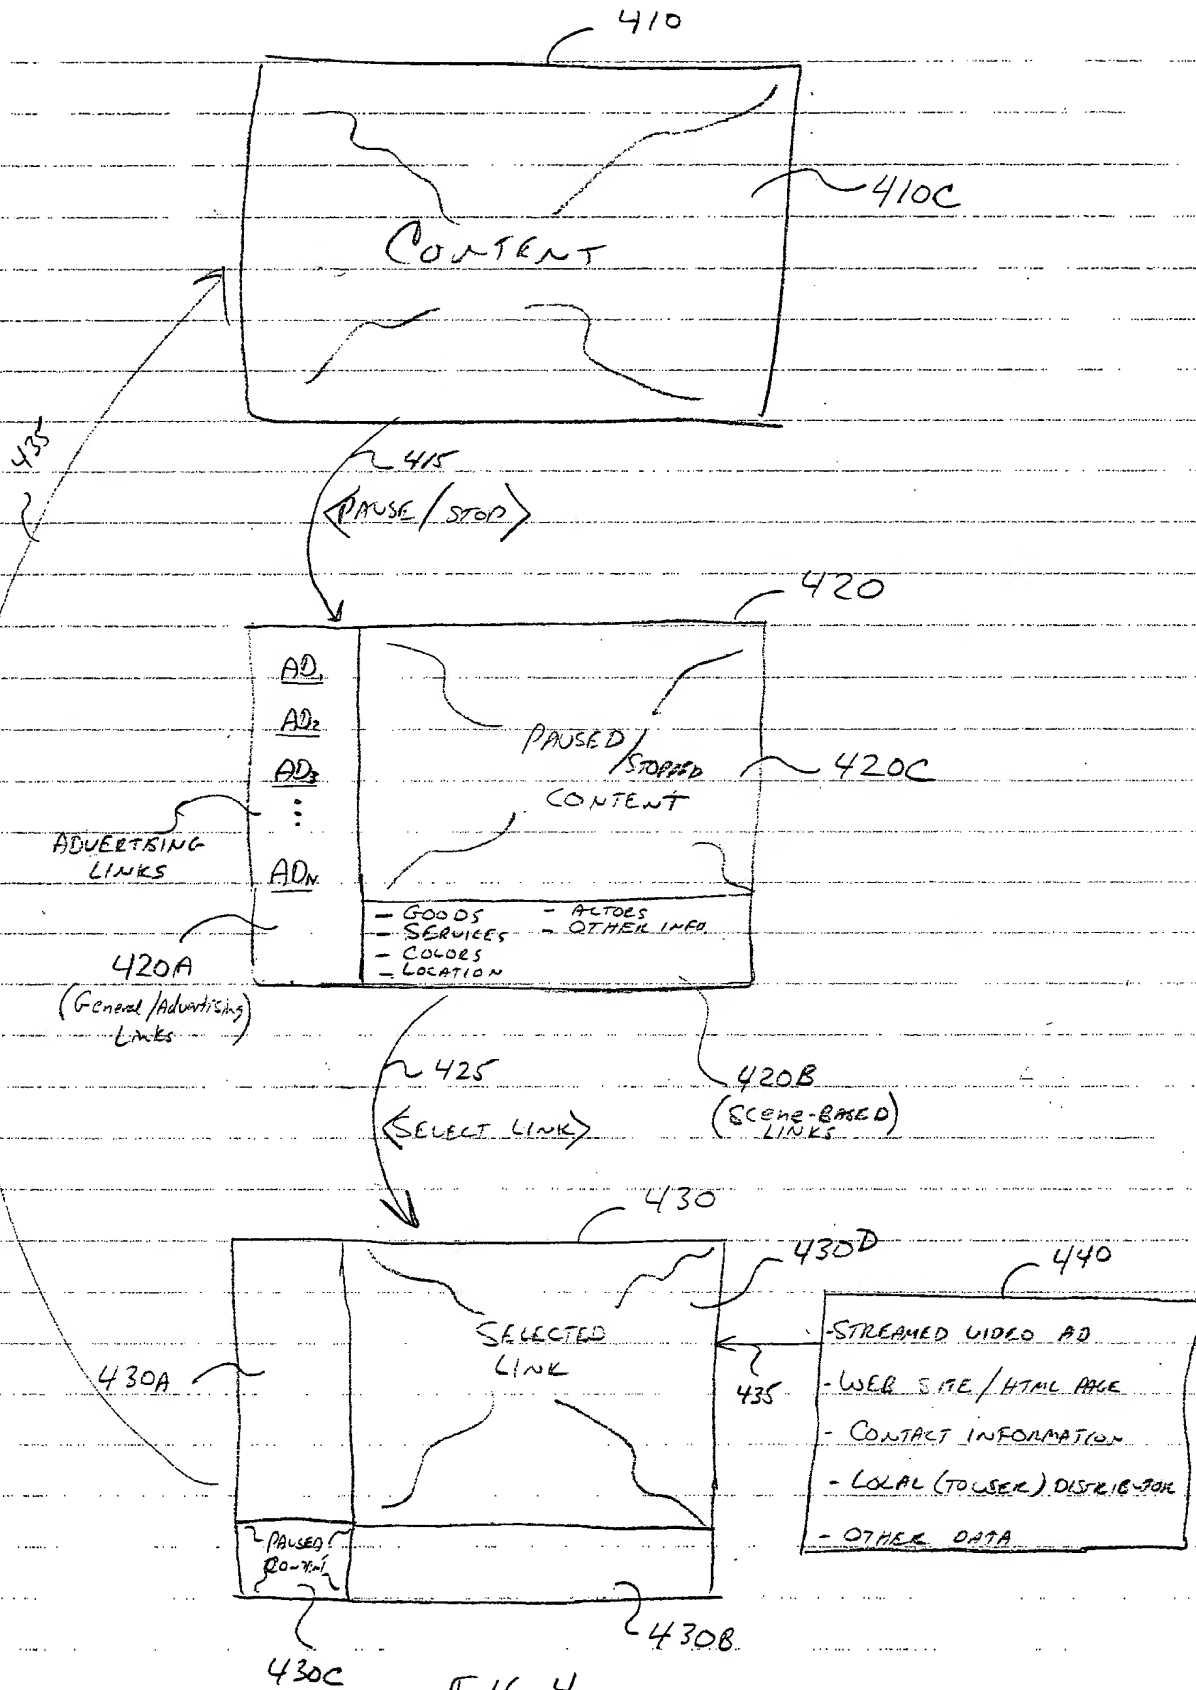 410
410C
CONTENT
435
415
<PAUSE/STOP>
420
AD1
AD2
AD3
PAUSED/
STOPPED
CONTENT
420C
ADVERTISING
LINKS
ADN
- GOODS
- SERVICES
- COLORS
- LOCATION
- ACTORS
- OTHER INFO.
420A
(General/Advertising)
Links
425
<SELECT LINK>
420B
(Scene-BASED)
LINKS
430
430D
440
SELECTED
LINK
430A
435
-STREAMED VIDEO AD
-WEB SITE/HTML PAGE
- CONTACT INFORMATION
- LOCAL (TO USER) DISTRIBUTOR
- OTHER DATA
PAUSED
430B
430C
FIG. 4